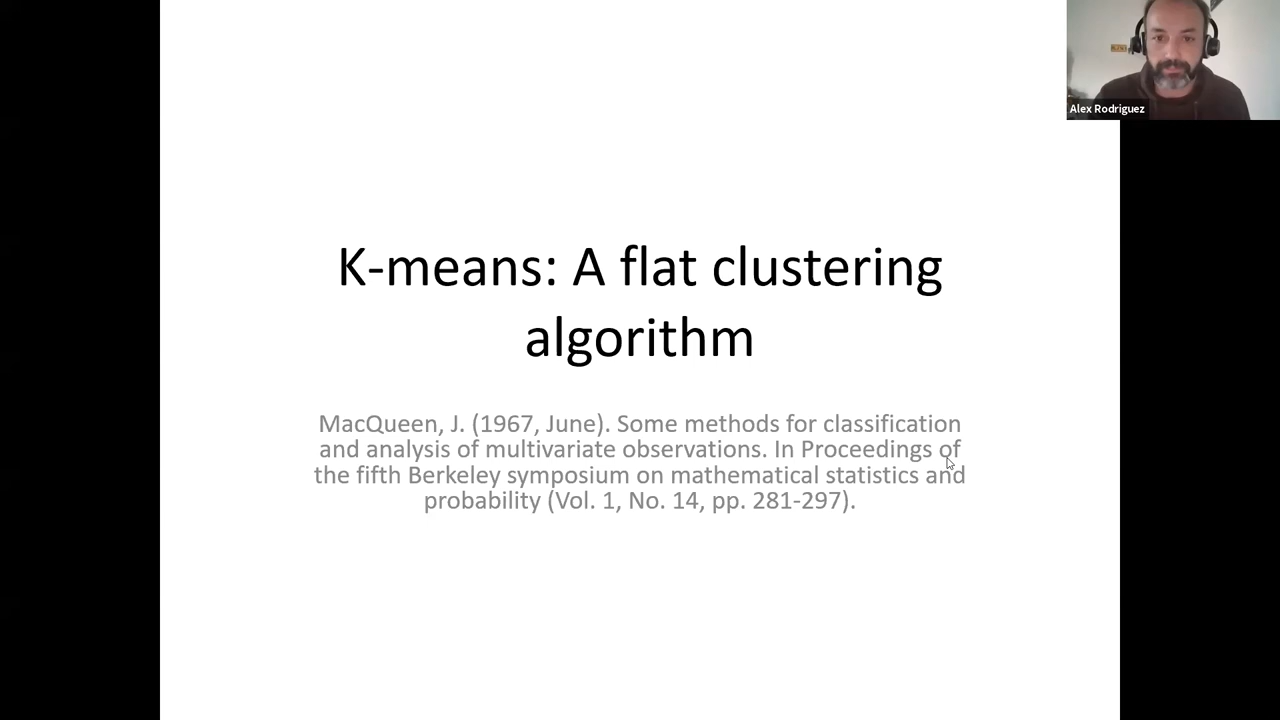 Alex Rodriguez
K-means: A flat clustering
algorithm
MacQueen, J. (1967, June). Some methods for classification
and analysis of multivariate observations. In Proceedings of
the fifth Berkeley symposium on mathematical statistics and
probability (Vol. 1, No. 14, pp. 281-297).